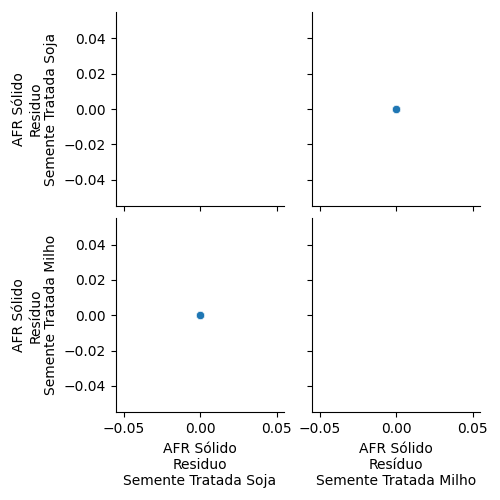 AFR Sólido
Residuo
Semente Tratada Soja
0.04
0.02
0.00
−0.02
−0.04
AFR Sólido
Resíduo
Semente Tratada Milho
0.04
0.02
0.00
−0.02
−0.04
−0.05 0.00 0.05
−0.05 0.00 0.05
AFR Sólido
Residuo
Semente Tratada Soja
AFR Sólido
Resíduo
Semente Tratada Milho